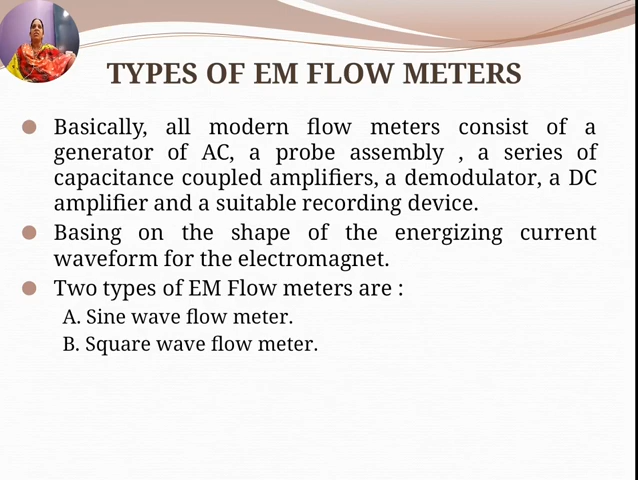 TYPES OF EM FLOW METERS
Basically, all modern flow meters consist of a
generator of AC, a probe assembly , a series of
capacitance coupled amplifiers, a demodulator, a DC
amplifier and a suitable recording device.
Basing on the shape of the energizing current
waveform for the electromagnet.
Two types of EM Flow meters are :
A. Sine wave flow meter.
B. Square wave flow meter.